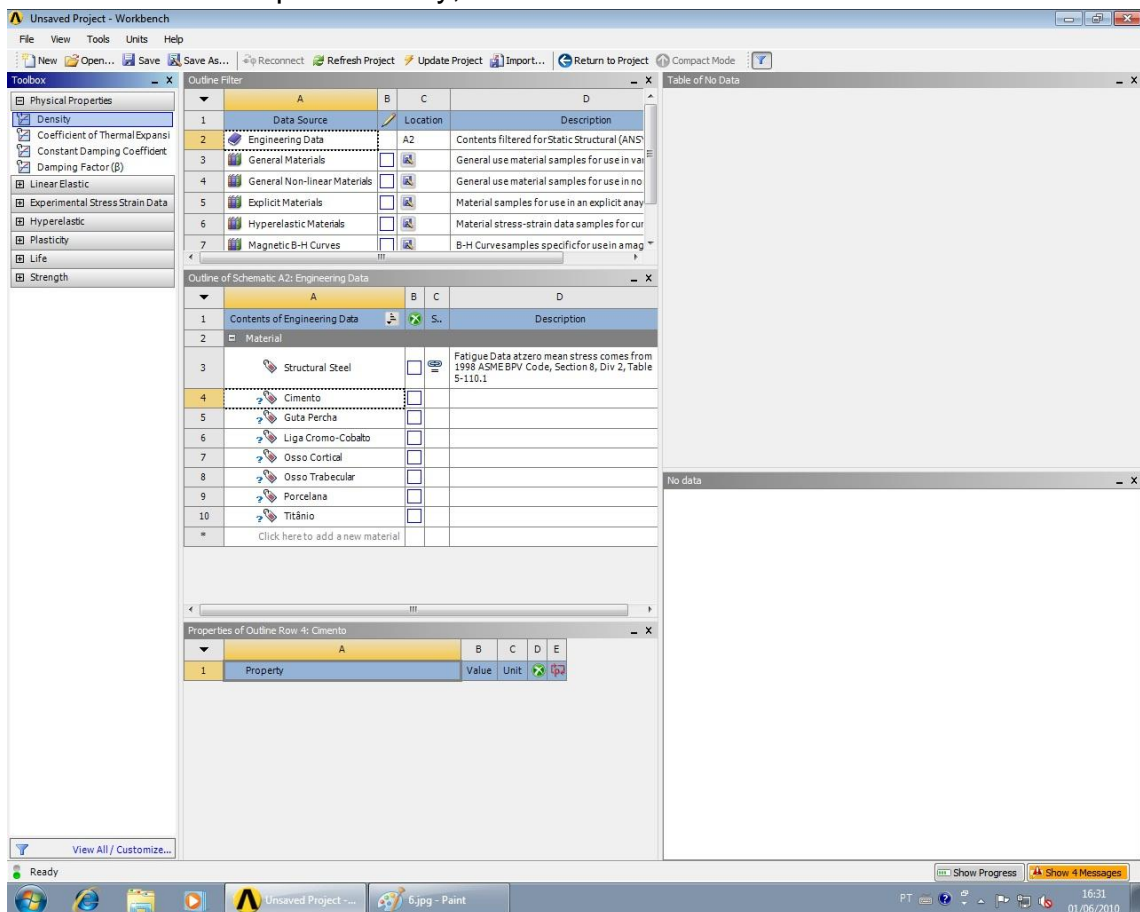 Unsaved Project - Workbench
File View Tools Units Help
New Open... Save Save As... Reconnect Refresh Project Update Project Import... Return to Project Compact Mode
Toolbox
Physical Properties
Density
Coefficient of Thermal Expansi
Constant Damping Coefficient
Damping Factor (β)
Linear Elastic
Experimental Stress Strain Data
Hyperelastic
Plasticity
Life
Strength
View All / Customize...
Outline Filter
A B C D
1 Data Source Location Description
2 Engineering Data A2 Contents filtered for Static Structural (ANS
3 General Materials General use material samples for use in va
4 General Non-linear Materials General use material samples for use in no
5 Explicit Materials Material samples for use in an explicit anay
6 Hyperelastic Materials Material stress-strain data samples for cur
7 Magnetic B-H Curves B-H Curve samples specific for use in a mag
Outline of Schematic A2: Engineering Data
A B C D
1 Contents of Engineering Data S.. Description
2 Material
3 Structural Steel Fatigue Data at zero mean stress comes from
1998 ASME BPV Code, Section 8, Div 2, Table
5-110.1
4 Cimento
5 Guta Percha
6 Liga Cromo-Cobalto
7 Osso Cortical
8 Osso Trabecular
9 Porcelana
10 Titânio
* Click here to add a new material
Properties of Outline Row 4: Cimento
A B C D E
1 Property Value Unit
Table of No Data
No data
Ready
Show Progress Show 4 Messages
Unsaved Project -... 6.jpg - Paint
PT 16:31
01/06/2010